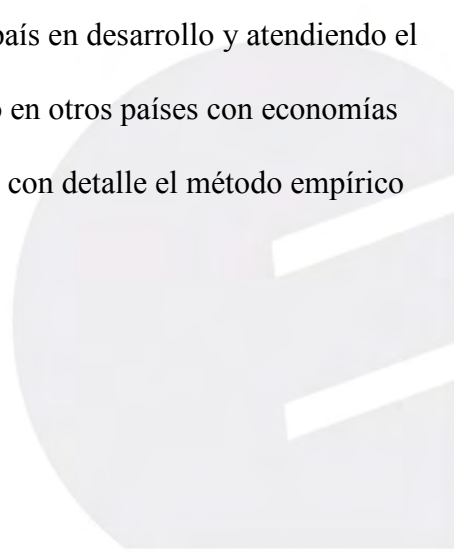 país en desarrollo y atendiendo el
en otros países con economías
con detalle el método empírico